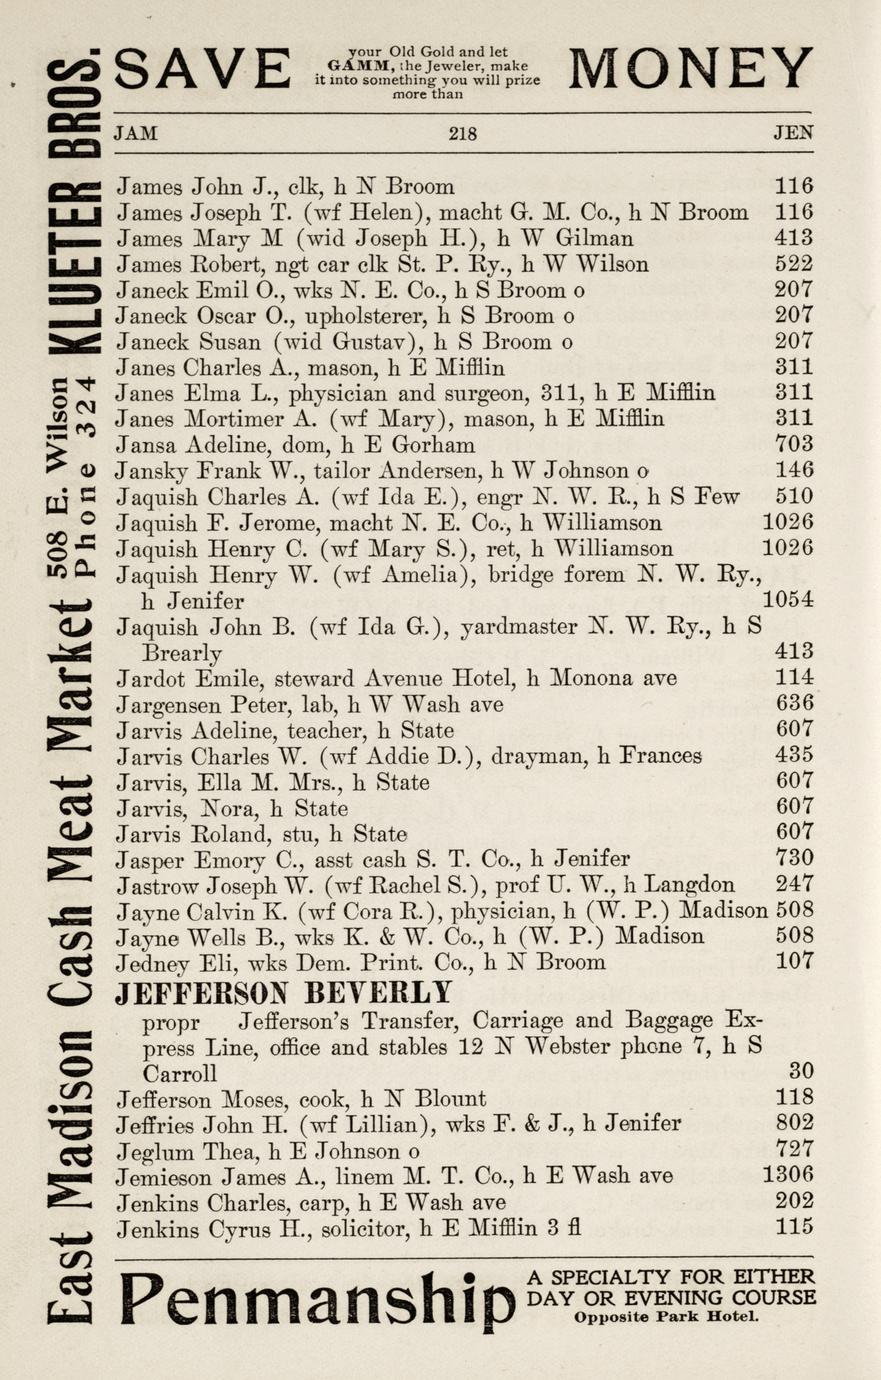 SAVE your Old Gold and let MONEY
GAMM, the Jeweler, make
it into something you will prize
more than
JAM 218 JEN
James John J., clk, h N Broom 116
James Joseph T. (wf Helen), macht G. M. Co., h N Broom 116
James Mary M (wid Joseph H.), h W Gilman 413
James Robert, ngt car clk St. P. Ry., h W Wilson 522
Janeck Emil O., wks N. E. Co., h S Broom o 207
Janeck Oscar O., upholsterer, h S Broom o 207
Janeck Susan (wid Gustav), h S Broom o 207
Janes Charles A., mason, h E Mifflin 311
Janes Elma L., physician and surgeon, 311, h E Mifflin 311
Janes Mortimer A. (wf Mary), mason, h E Mifflin 311
Jansa Adeline, dom, h E Gorham 703
Jansky Frank W., tailor Andersen, h W Johnson o 146
Jaquish Charles A. (wf Ida E.), engr N. W. R., h S Few 510
Jaquish F. Jerome, macht N. E. Co., h Williamson 1026
Jaquish Henry C. (wf Mary S.), ret, h Williamson 1026
Jaquish Henry W. (wf Amelia), bridge forem N. W. Ry.,
h Jenifer 1054
Jaquish John B. (wf Ida G.), yardmaster N. W. Ry., h S
Brearly 413
Jardot Emile, steward Avenue Hotel, h Monona ave 114
Jargensen Peter, lab, h W Wash ave 636
Jarvis Adeline, teacher, h State 607
Jarvis Charles W. (wf Addie D.), drayman, h Frances 435
Jarvis, Ella M. Mrs., h State 607
Jarvis, Nora, h State 607
Jarvis Roland, stu, h State 607
Jasper Emory C., asst cash S. T. Co., h Jenifer 730
Jastrow Joseph W. (wf Rachel S.), prof U. W., h Langdon 247
Jayne Calvin K. (wf Cora R.), physician, h (W. P.) Madison 508
Jayne Wells B., wks K. & W. Co., h (W. P.) Madison 508
Jedney Eli, wks Dem. Print. Co., h N Broom 107
JEFFERSON BEVERLY
propr Jefferson's Transfer, Carriage and Baggage Ex-
press Line, office and stables 12 N Webster phone 7, h S
Carroll 30
Jefferson Moses, cook, h N Blount 118
Jeffries John H. (wf Lillian), wks F. & J., h Jenifer 802
Jeglum Thea, h E Johnson o 727
Jemieson James A., linem M. T. Co., h E Wash ave 1306
Jenkins Charles, carp, h E Wash ave 202
Jenkins Cyrus H., solicitor, h E Mifflin 3 fl 115
Penmanship A SPECIALTY FOR EITHER
DAY OR EVENING COURSE
Opposite Park Hotel.
East Madison Cash Meat Market 508 E. Wilson KLUETER BROS.
Phone 324